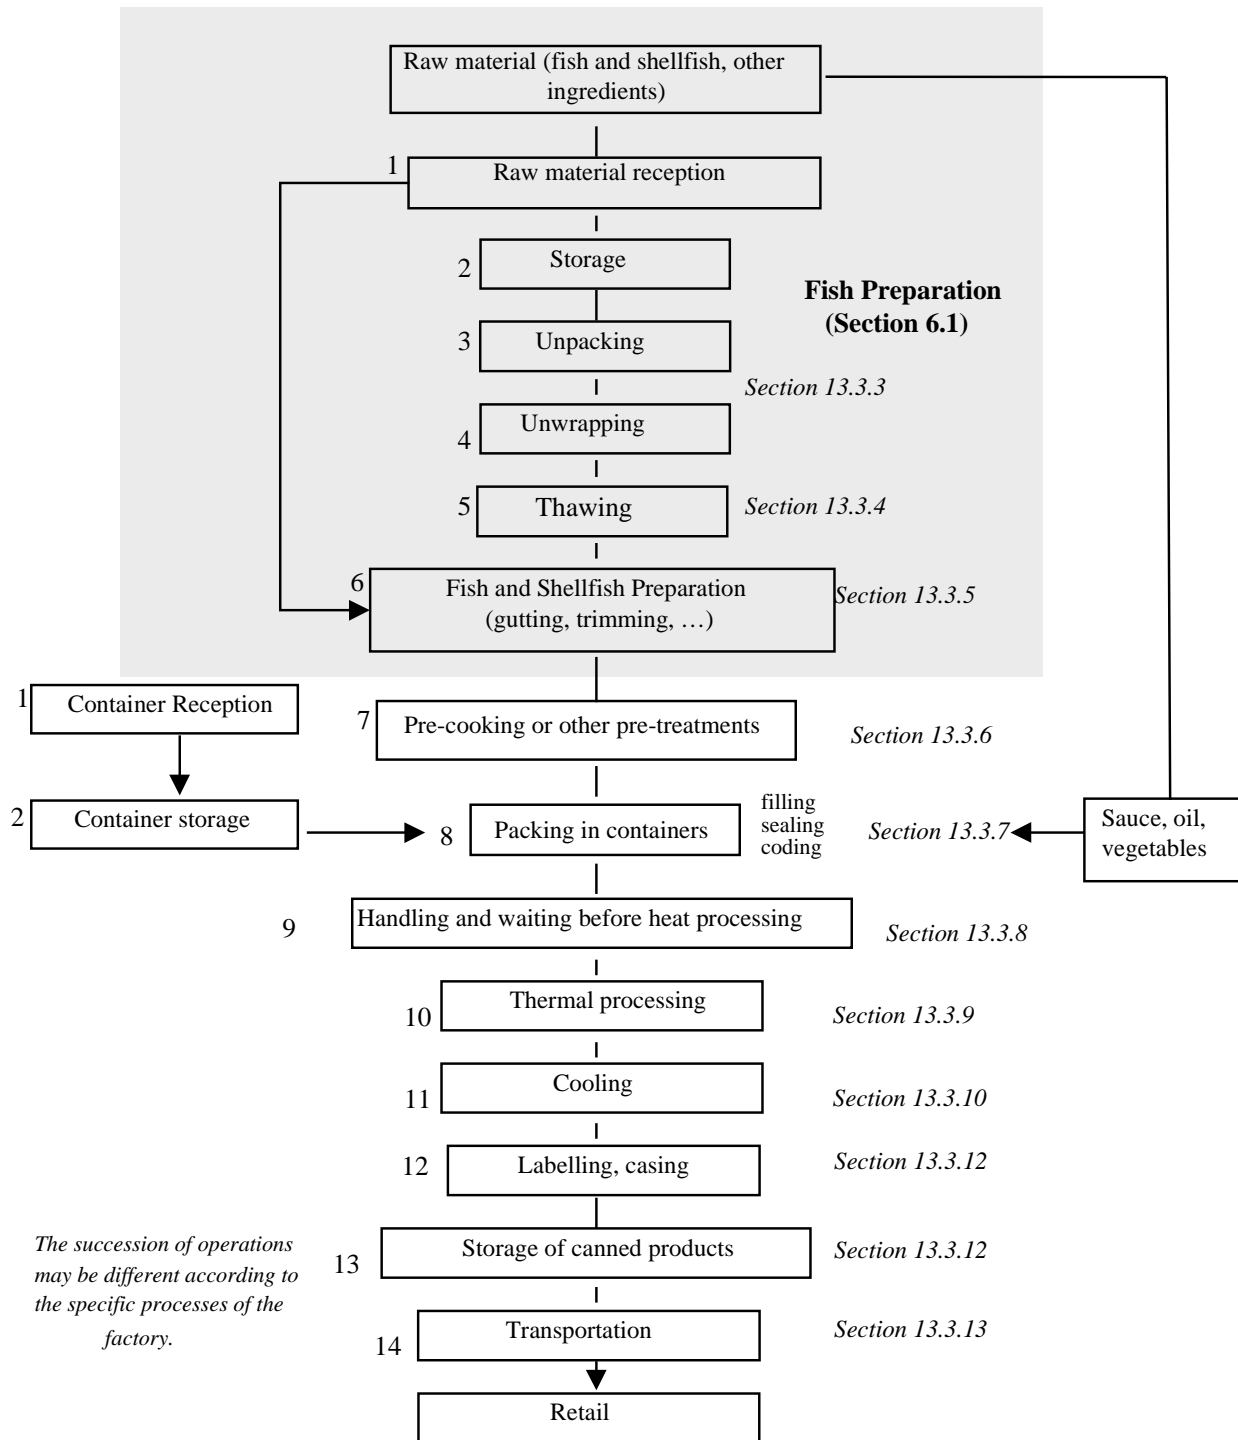 Raw material (fish and shellfish, other
ingredients)
1
Raw material reception
2
Storage
Fish Preparation
(Section 6.1)
3
Unpacking
Section 13.3.3
4
Unwrapping
5
Thawing
Section 13.3.4
6
Fish and Shellfish Preparation
(gutting, trimming, …)
Section 13.3.5
1
Container Reception
7
Pre-cooking or other pre-treatments
Section 13.3.6
2
Container storage
8
Packing in containers
filling
sealing
coding
Section 13.3.7
Sauce, oil,
vegetables
9
Handling and waiting before heat processing
Section 13.3.8
10
Thermal processing
Section 13.3.9
11
Cooling
Section 13.3.10
12
Labelling, casing
Section 13.3.12
13
Storage of canned products
Section 13.3.12
The succession of operations
may be different according to
the specific processes of the
factory.
14
Transportation
Section 13.3.13
Retail